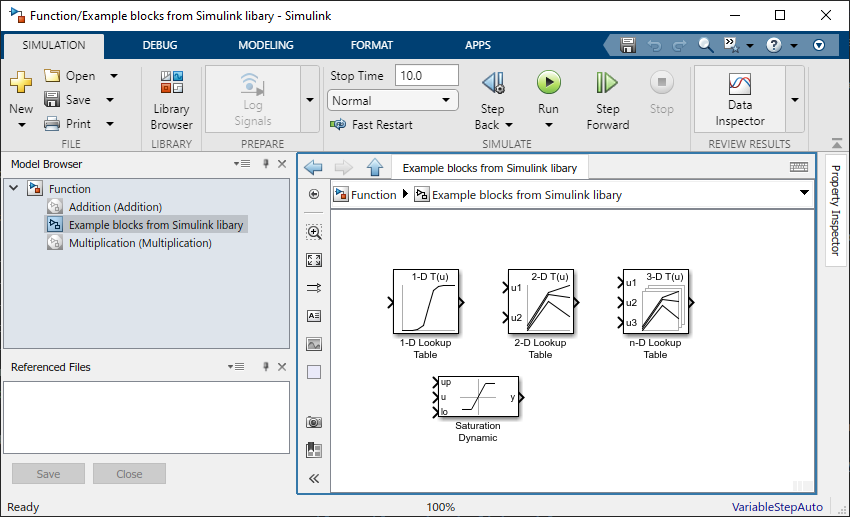 Function/Example blocks from Simulink libary - Simulink
SIMULATION DEBUG MODELING FORMAT APPS
New
Open
Save
Print
FILE
Library
Browser
LIBRARY
Log
Signals
PREPARE
Stop Time 10.0
Normal
Fast Restart
Step
Back
Run
Step
Forward
Stop
SIMULATE
Data
Inspector
REVIEW RESULTS
Model Browser
Function
Addition (Addition)
Example blocks from Simulink libary
Multiplication (Multiplication)
Referenced Files
Save Close
Example blocks from Simulink libary
Function Example blocks from Simulink libary
1-D T(u)
1-D Lookup
Table
2-D T(u)
u1
u2
2-D Lookup
Table
3-D T(u)
u1
u2
u3
n-D Lookup
Table
up
u y
lo
Saturation
Dynamic
Property Inspector
Ready 100% VariableStepAuto